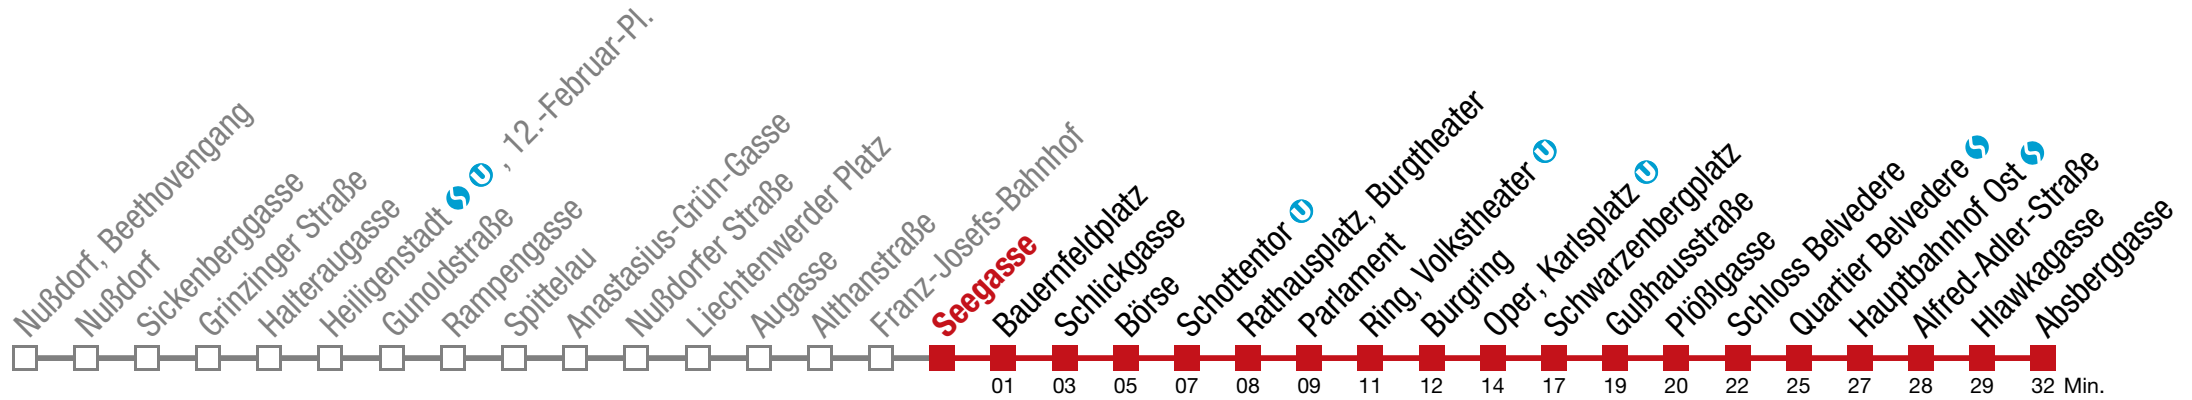 Nußdorf, Beethovengang
Nußdorf
Sickenberggasse
Grinzinger Straße
Halteraugasse
Heiligenstadt S U , 12.-Februar-Pl.
Gunoldstraße
Rampengasse
Spittelau
Anastasius-Grün-Gasse
Nußdorfer Straße
Liechtenwerder Platz
Augasse
Althanstraße
Franz-Josefs-Bahnhof
Seegasse
Bauernfeldplatz
Schlickgasse
Börse
Schottentor U
Rathausplatz, Burgtheater
Parlament
Ring, Volkstheater U
Burgring
Oper, Karlsplatz U
Schwarzenbergplatz
Gußhausstraße
Plößlgasse
Schloss Belvedere
Quartier Belvedere S
Hauptbahnhof Ost S
Alfred-Adler-Straße
Hlawkagasse
Absberggasse
01 03 05 07 08 09 11 12 14 17 19 20 22 25 27 28 29 32 Min.